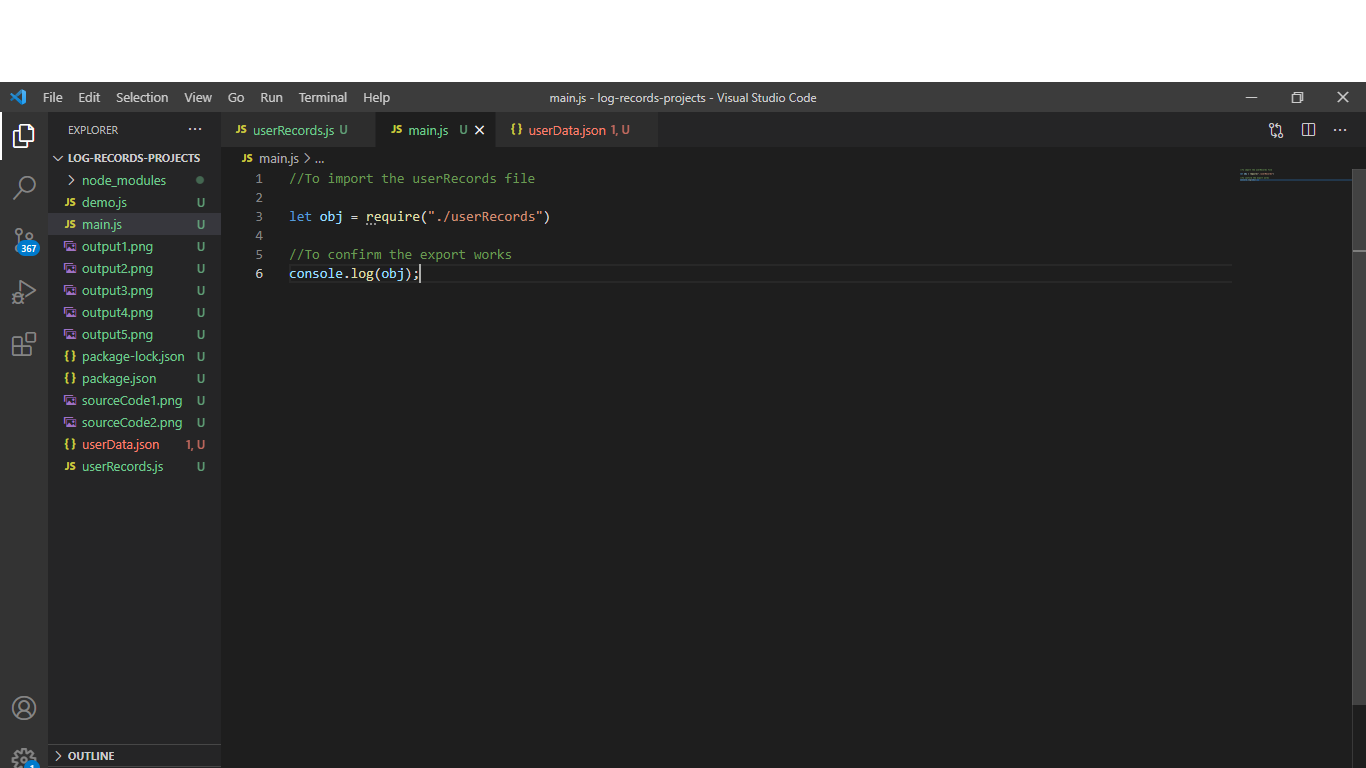 File Edit Selection View Go Run Terminal Help main.js - log-records-projects - Visual Studio Code
EXPLORER
LOG-RECORDS-PROJECTS
node_modules
JS demo.js U
JS main.js U
output1.png U
output2.png U
output3.png U
output4.png U
output5.png U
{} package-lock.json U
{} package.json U
sourceCode1.png U
sourceCode2.png U
{} userData.json 1, U
JS userRecords.js U
OUTLINE
367
1
JS userRecords.js U JS main.js U {} userData.json 1, U
JS main.js > ...
1 //To import the userRecords file
2
3 let obj = require("./userRecords")
4
5 //To confirm the export works
6 console.log(obj);